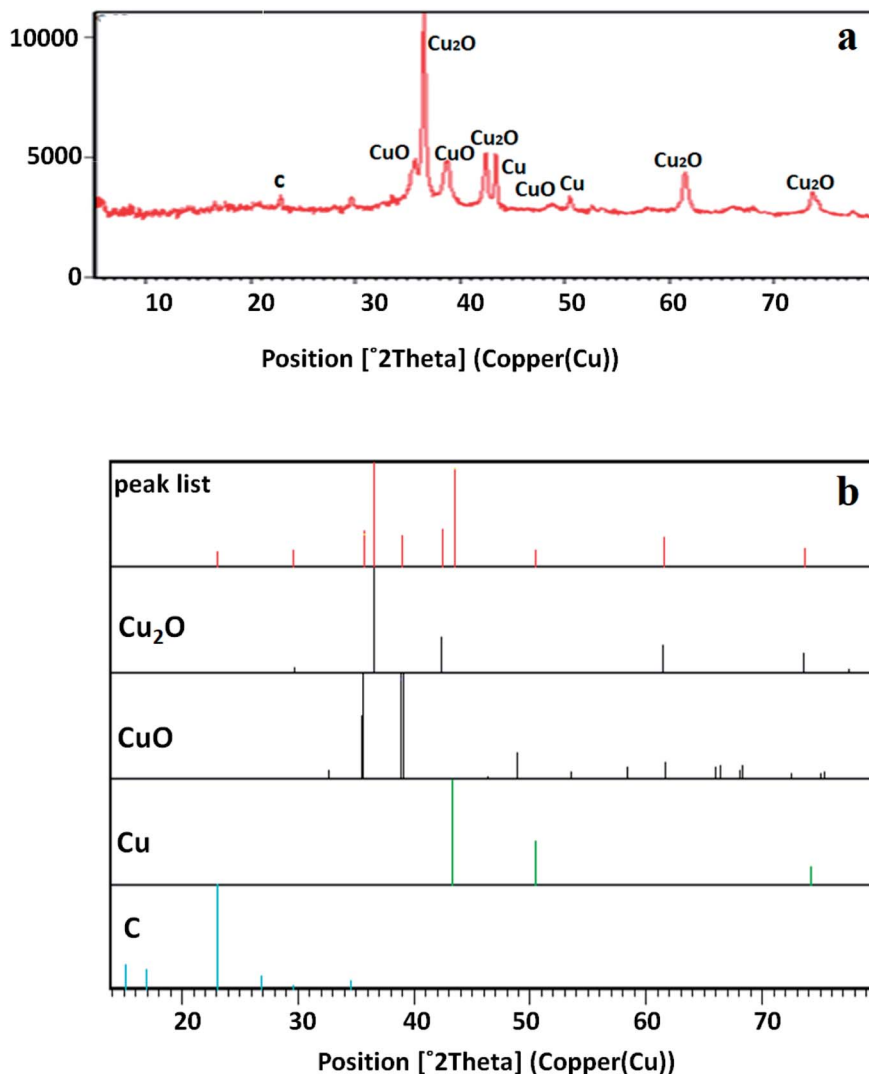 a
10000
Cu₂O
Cu₂O
CuO
CuO
Cu
5000
Cu₂O
c
CuO
Cu
Cu₂O
0
10 20 30 40 50 60 70
Position [°2Theta] (Copper(Cu))
peak list
b
Cu₂O
CuO
Cu
C
20 30 40 50 60 70
Position [°2Theta] (Copper(Cu))